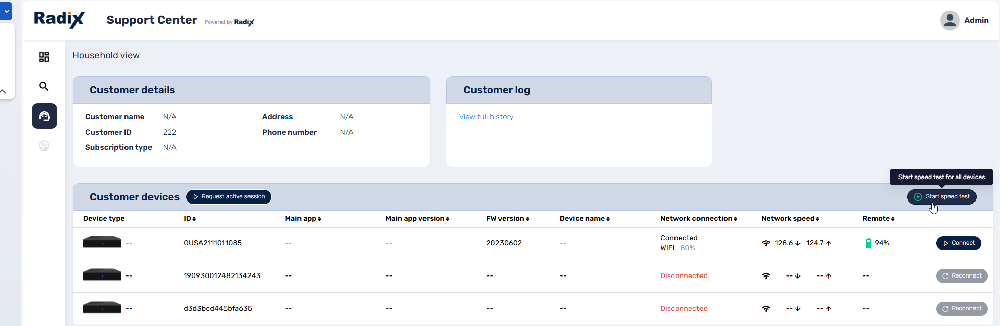 RadiX
Support Center Powered by RadiX
Admin
Household view
Customer details
Customer name N/A
Customer ID 222
Subscription type N/A
Address N/A
Phone number N/A
Customer log
View full history
Start speed test for all devices
Customer devices Request active session Start speed test
Device type ID Main app Main app version FW version Device name Network connection Network speed Remote
-- OUSA2111011085 -- -- 20230602 -- Connected WIFI 80% 128.6 ↓ 124.7 ↑ 94% Connect
-- 190930012482134243 -- -- -- -- Disconnected -- ↓ -- ↑ -- Reconnect
-- d3d3bcd445bfa635 -- -- -- -- Disconnected -- ↓ -- ↑ -- Reconnect